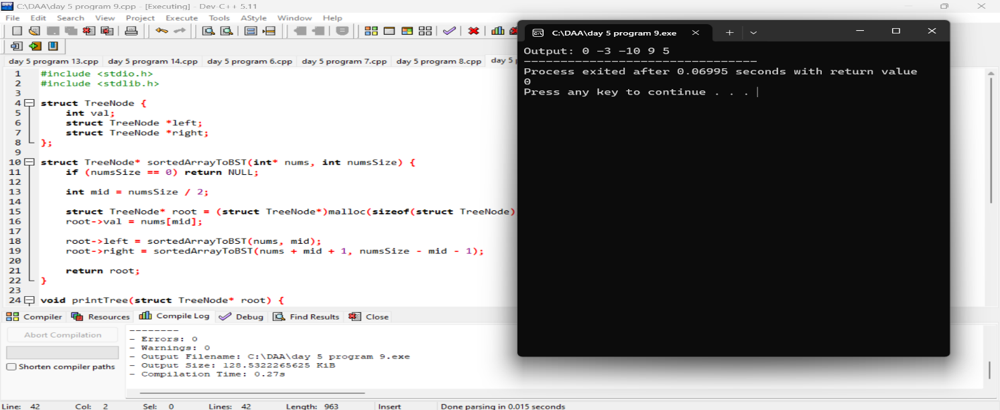 C:\DAA\day 5 program 9.cpp - [Executing] - Dev-C++ 5.11
File Edit Search View Project Execute Tools AStyle Window Help
day 5 program 13.cpp day 5 program 14.cpp day 5 program 6.cpp day 5 program 7.cpp day 5 program 8.cpp day 5
1 #include <stdio.h>
2 #include <stdlib.h>
3
4 struct TreeNode {
5 int val;
6 struct TreeNode *left;
7 struct TreeNode *right;
8 };
9
10 struct TreeNode* sortedArrayToBST(int* nums, int numsSize) {
11 if (numsSize == 0) return NULL;
12
13 int mid = numsSize / 2;
14
15 struct TreeNode* root = (struct TreeNode*)malloc(sizeof(struct TreeNode)
16 root->val = nums[mid];
17
18 root->left = sortedArrayToBST(nums, mid);
19 root->right = sortedArrayToBST(nums + mid + 1, numsSize - mid - 1);
20
21 return root;
22 }
23
24 void printTree(struct TreeNode* root) {
C:\DAA\day 5 program 9.exe
Output: 0 -3 -10 9 5
--------------------------------
Process exited after 0.06995 seconds with return value
0
Press any key to continue . . .
Compiler Resources Compile Log Debug Find Results Close
Abort Compilation
Shorten compiler paths
--------
- Errors: 0
- Warnings: 0
- Output Filename: C:\DAA\day 5 program 9.exe
- Output Size: 128.5322265625 KiB
- Compilation Time: 0.27s
Line: 42 Col: 2 Sel: 0 Lines: 42 Length: 963 Insert Done parsing in 0.015 seconds